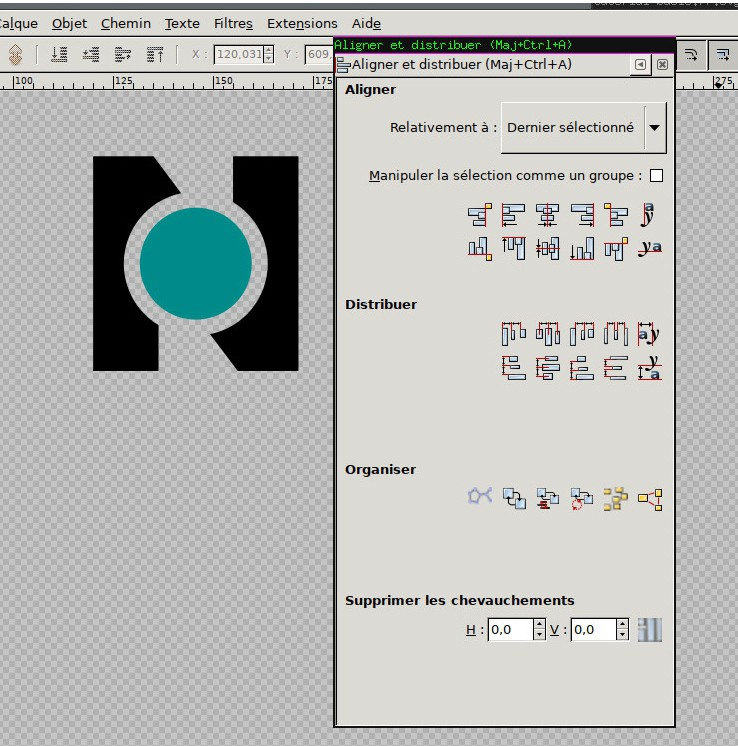 Calque Objet Chemin Texte Filtres Extensions Aide
X : 120,031 Y : 609,
100 125 150 175 275
Aligner et distribuer (Maj+Ctrl+A)
Aligner et distribuer (Maj+Ctrl+A)
Aligner
Relativement à : Dernier sélectionné
Manipuler la sélection comme un groupe :
Distribuer
Organiser
Supprimer les chevauchements
H : 0,0 V : 0,0